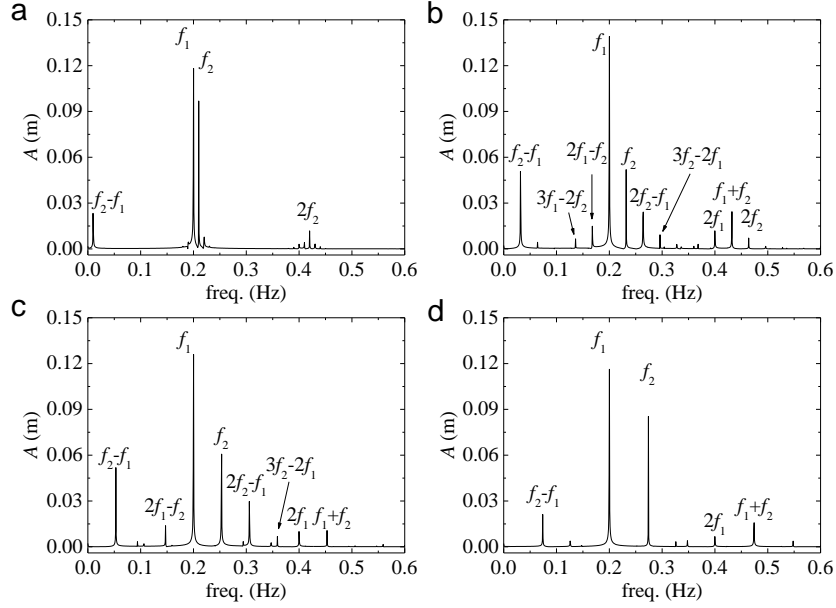 a
0.15
0.12
0.09
0.06
0.03
0.00
A (m)
f₁
f₂
f₂-f₁
2f₂
0.0 0.1 0.2 0.3 0.4 0.5 0.6
freq. (Hz)
b
0.15
0.12
0.09
0.06
0.03
0.00
A (m)
f₁
f₂-f₁
2f₁-f₂
3f₁-2f₂
f₂
3f₂-2f₁
2f₂-f₁
f₁+f₂
2f₁
2f₂
0.0 0.1 0.2 0.3 0.4 0.5 0.6
freq. (Hz)
c
0.15
0.12
0.09
0.06
0.03
0.00
A (m)
f₁
f₂
f₂-f₁
3f₂-2f₁
2f₂-f₁
2f₁-f₂
2f₁
f₁+f₂
0.0 0.1 0.2 0.3 0.4 0.5 0.6
freq. (Hz)
d
0.15
0.12
0.09
0.06
0.03
0.00
A (m)
f₁
f₂
f₂-f₁
f₁+f₂
2f₁
0.0 0.1 0.2 0.3 0.4 0.5 0.6
freq. (Hz)